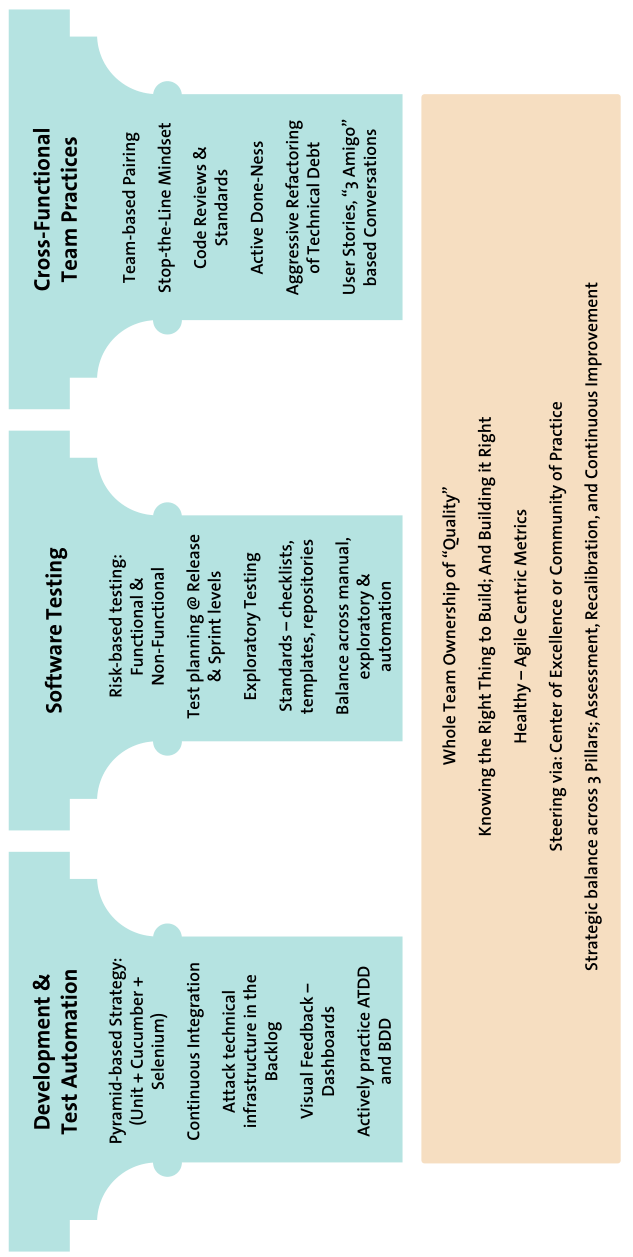 Development &
Test Automation
Pyramid-based Strategy:
(Unit + Cucumber +
Selenium)
Continuous Integration
Attack technical
infrastructure in the
Backlog
Visual Feedback –
Dashboards
Actively practice ATDD
and BDD
Software Testing
Risk-based testing:
Functional &
Non-Functional
Test planning @ Release
& Sprint levels
Exploratory Testing
Standards – checklists,
templates, repositories
Balance across manual,
exploratory &
automation
Cross-Functional
Team Practices
Team-based Pairing
Stop-the-Line Mindset
Code Reviews &
Standards
Active Done-Ness
Aggressive Refactoring
of Technical Debt
User Stories, “3 Amigo”
based Conversations
Whole Team Ownership of “Quality”
Knowing the Right Thing to Build; And Building it Right
Healthy – Agile Centric Metrics
Steering via: Center of Excellence or Community of Practice
Strategic balance across 3 Pillars; Assessment, Recalibration, and Continuous Improvement